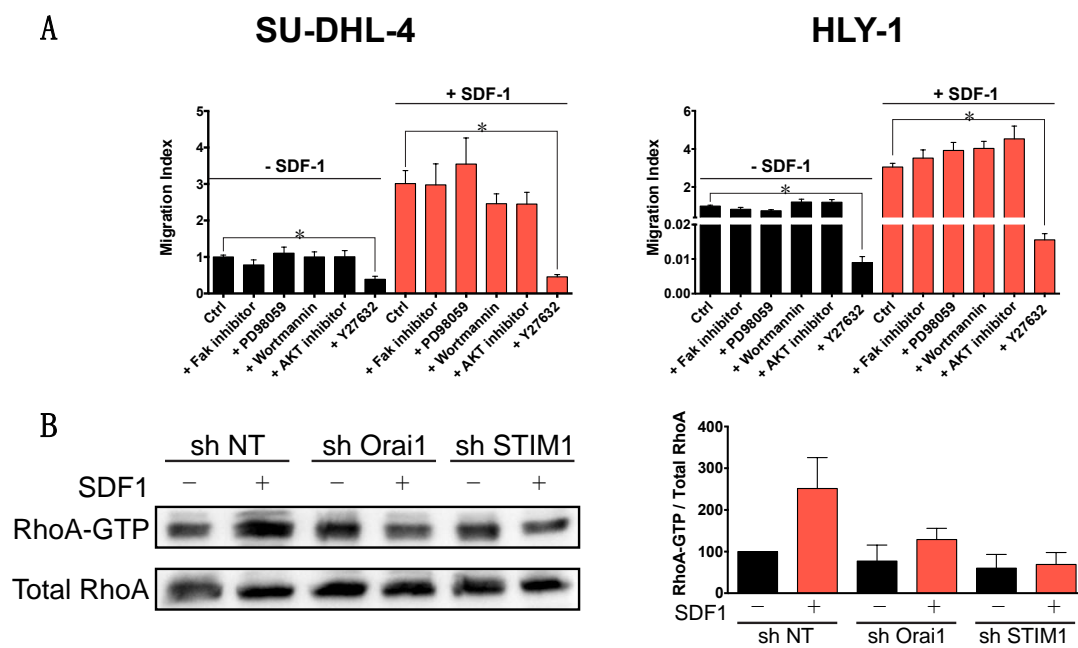 A
SU-DHL-4
HLY-1
+ SDF-1
- SDF-1
*
*
Migration Index
5
4
3
2
1
0
Ctrl
+ Fak inhibitor
+ PD98059
+ Wortmannin
+ AKT inhibitor
+ Y27632
Ctrl
+ Fak inhibitor
+ PD98059
+ Wortmannin
+ AKT inhibitor
+ Y27632
+ SDF-1
- SDF-1
*
*
Migration Index
6
4
2
0.02
0.01
0.00
Ctrl
+ Fak inhibitor
+ PD98059
+ Wortmannin
+ AKT inhibitor
+ Y27632
Ctrl
+ Fak inhibitor
+ PD98059
+ Wortmannin
+ AKT inhibitor
+ Y27632
B
sh NT sh Orai1 sh STIM1
SDF1 − + − + − +
RhoA-GTP
Total RhoA
RhoA-GTP / Total RhoA
400
300
200
100
0
SDF1 − + − + − +
sh NT sh Orai1 sh STIM1